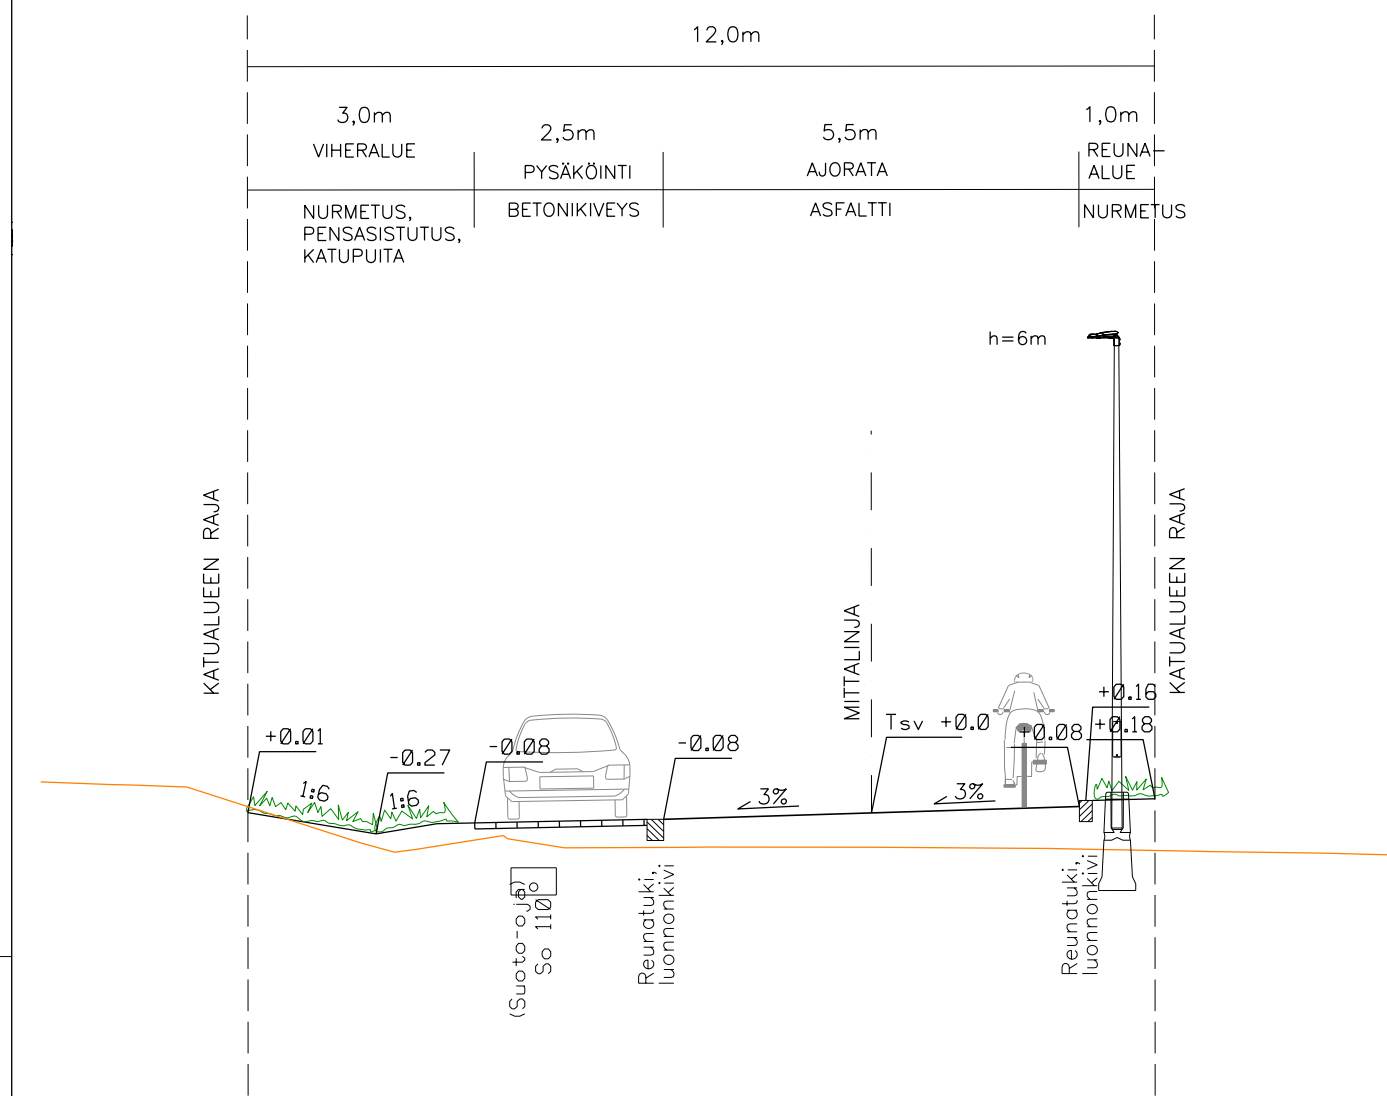 12,0m
3,0m
2,5m
5,5m
1,0m
VIHERALUE
PYSÄKÖINTI
AJORATA
REUNA-
ALUE
NURMETUS,
PENSASISTUTUS,
KATUPUITA
BETONIKIVEYS
ASFALTTI
NURMETUS
h=6m
KATUALUEEN RAJA
MITTALINJA
KATUALUEEN RAJA
+0.01
-0.27
-0.08
-0.08
Tsv +0.0
+0.08
+0.16
+0.18
1:6
1:6
3%
3%
(Suoto-oja)
So 110
Reunatuki,
luonnonkivi
Reunatuki,
luonnonkivi